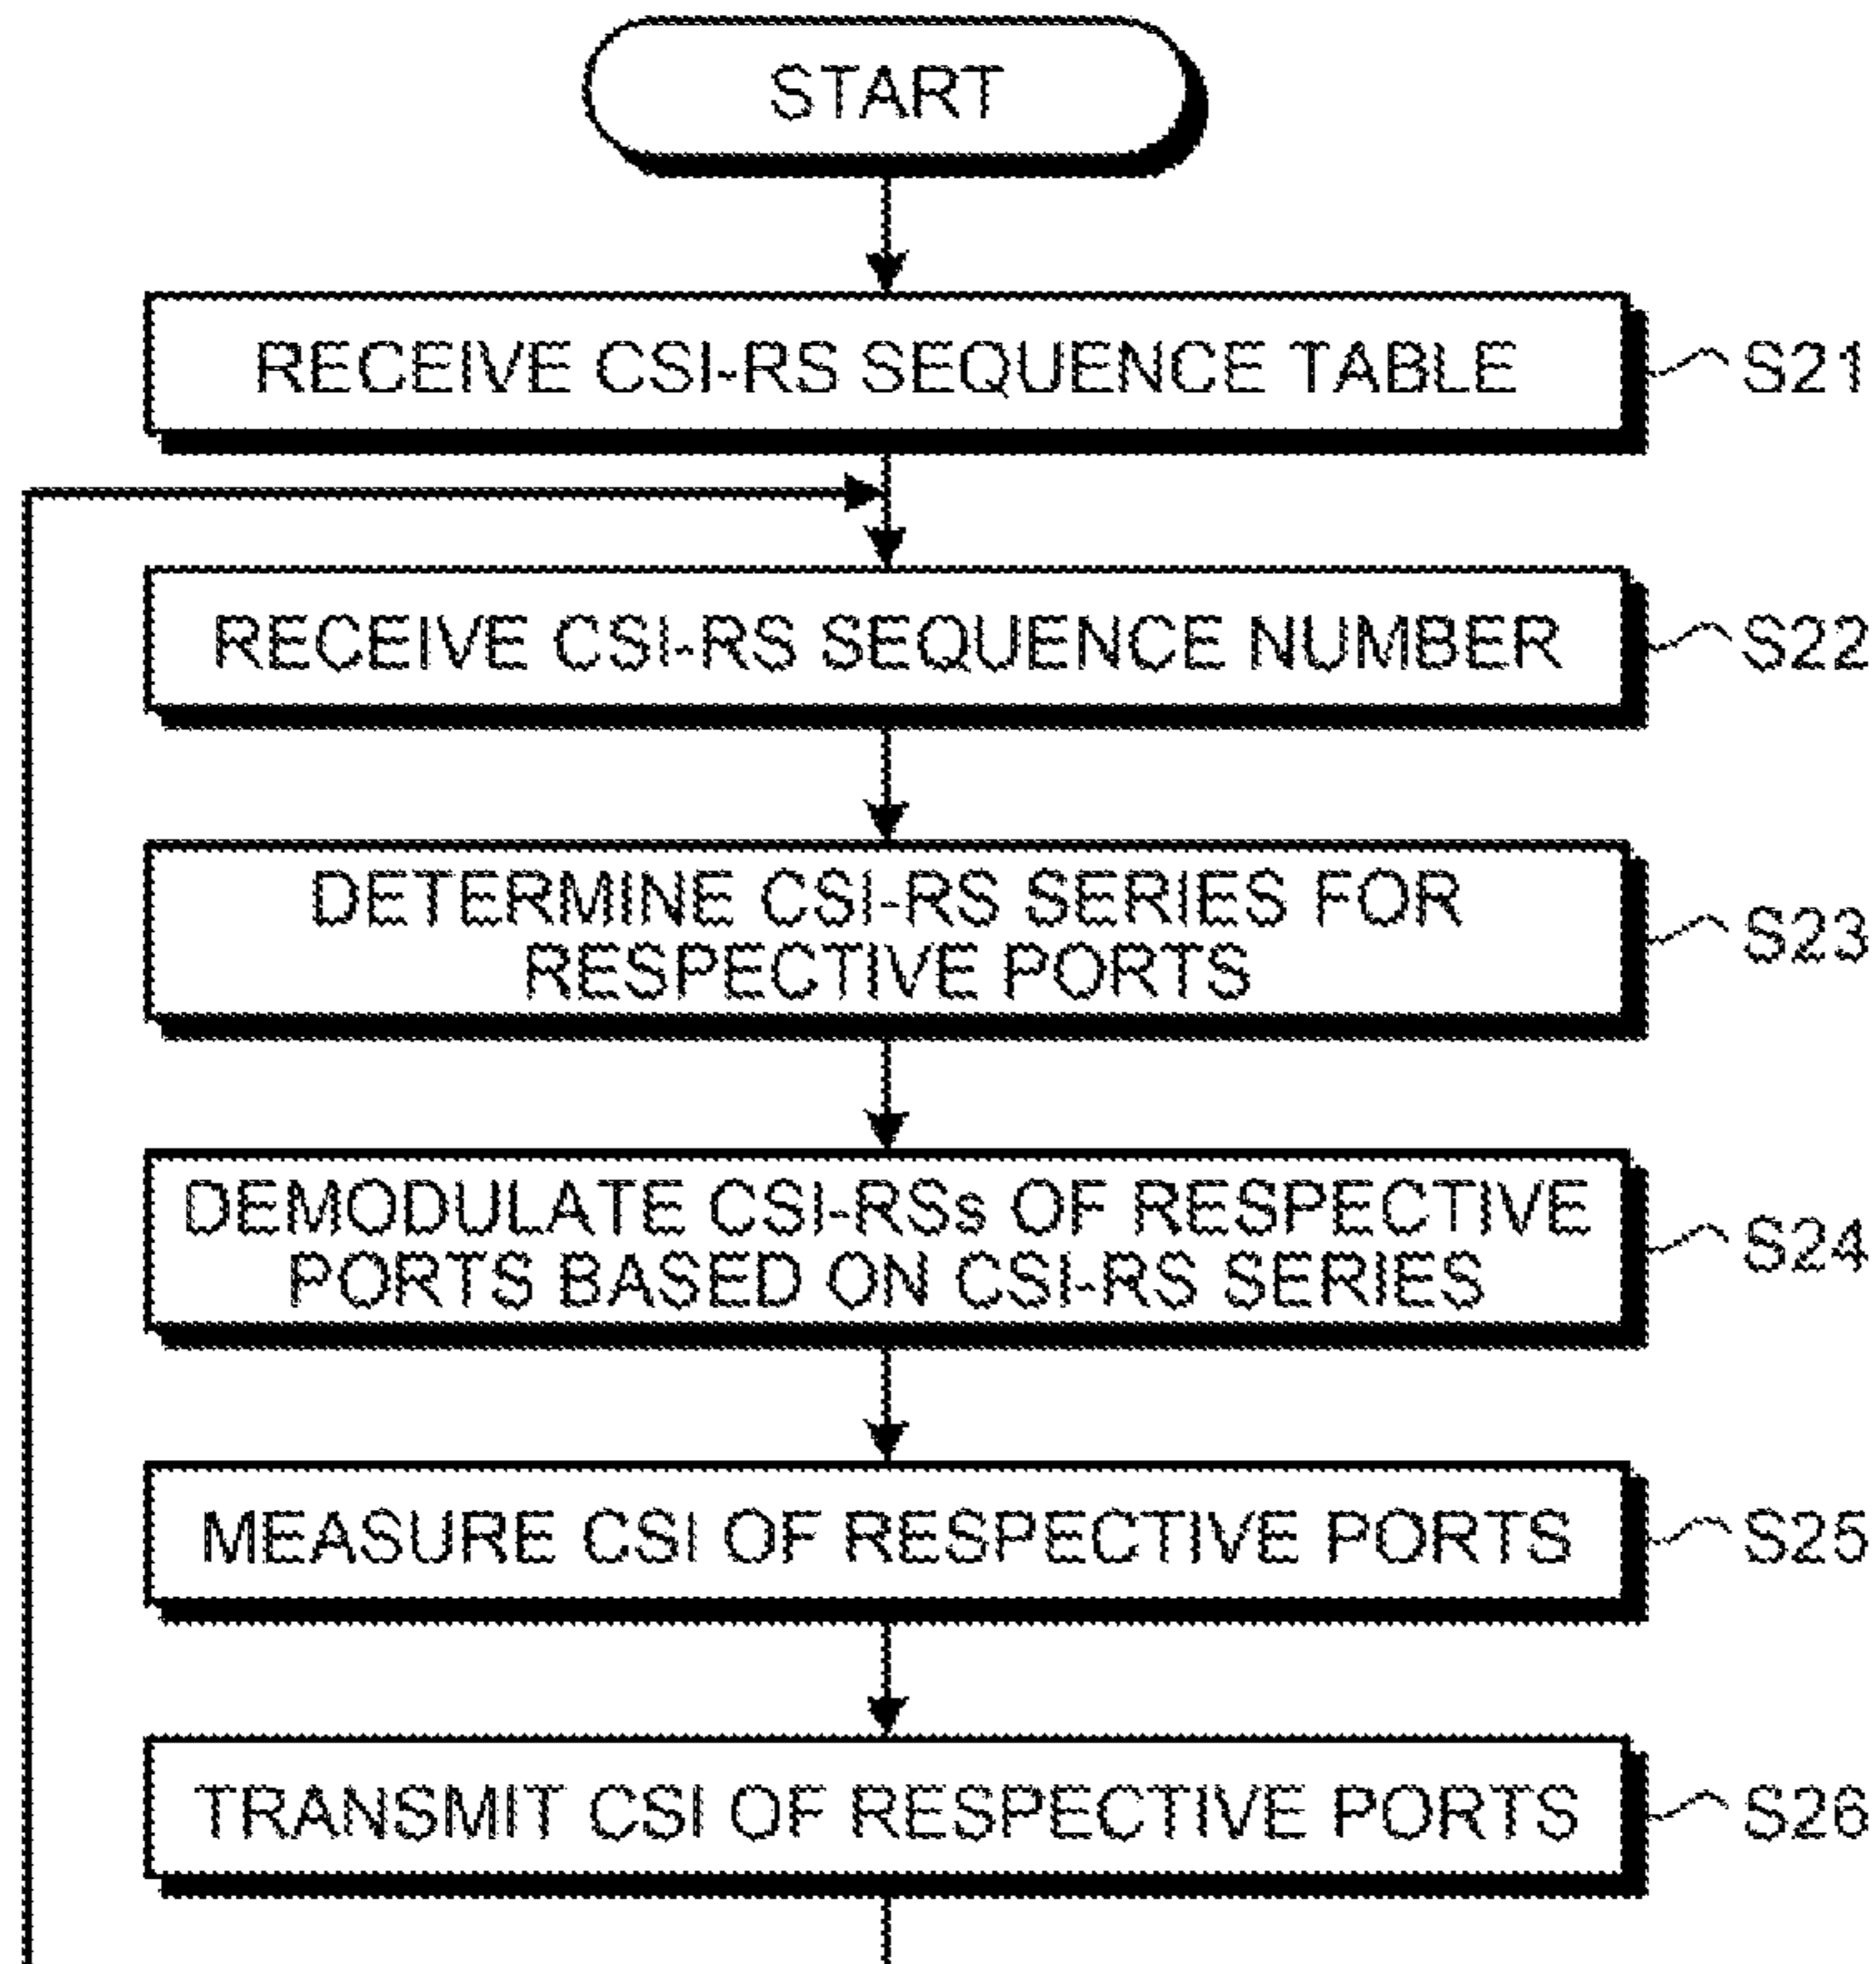 START
RECEIVE CSI-RS SEQUENCE TABLE
S21
RECEIVE CSI-RS SEQUENCE NUMBER
S22
DETERMINE CSI-RS SERIES FOR
RESPECTIVE PORTS
S23
DEMODULATE CSI-RSs OF RESPECTIVE
PORTS BASED ON CSI-RS SERIES
S24
MEASURE CSI OF RESPECTIVE PORTS
S25
TRANSMIT CSI OF RESPECTIVE PORTS
S26